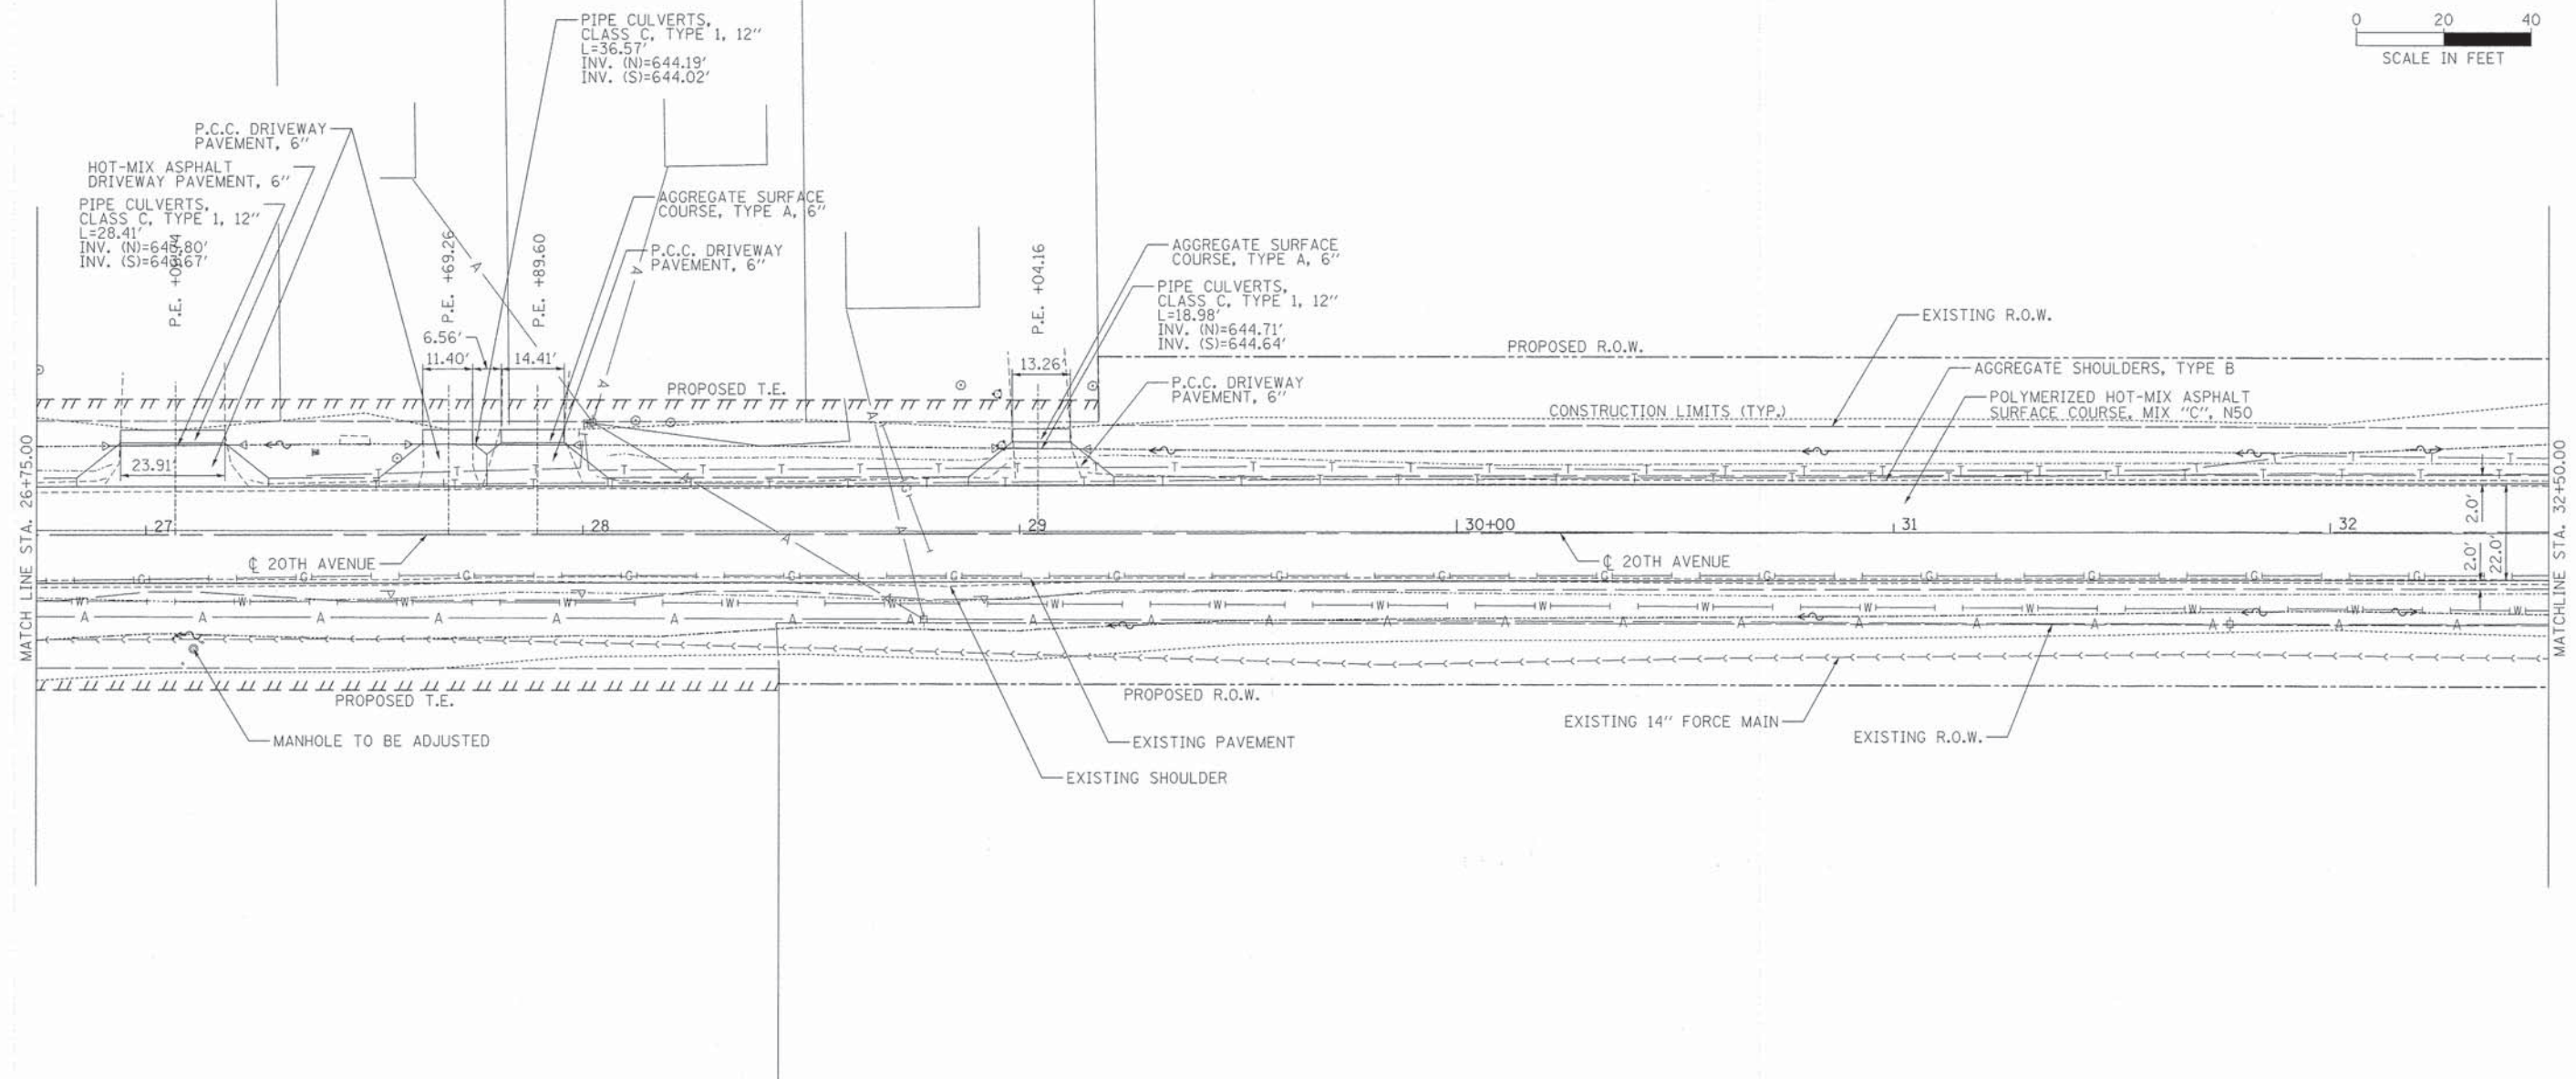 0 20 40
SCALE IN FEET
PIPE CULVERTS,
CLASS C, TYPE 1, 12"
L=36.57'
INV. (N)=644.19'
INV. (S)=644.02'
P.C.C. DRIVEWAY
PAVEMENT, 6"
HOT-MIX ASPHALT
DRIVEWAY PAVEMENT, 6"
PIPE CULVERTS,
CLASS C, TYPE 1, 12"
L=28.41'
INV. (N)=643.80'
INV. (S)=643.67'
P.E.
P.E. +69.26
P.E. +89.60
AGGREGATE SURFACE
COURSE, TYPE A, 6"
P.C.C. DRIVEWAY
PAVEMENT, 6"
P.E. +04.16
AGGREGATE SURFACE
COURSE, TYPE A, 6"
PIPE CULVERTS,
CLASS C, TYPE 1, 12"
L=18.98'
INV. (N)=644.71'
INV. (S)=644.64'
P.C.C. DRIVEWAY
PAVEMENT, 6"
6.56'
11.40'
14.41'
13.26'
23.91'
PROPOSED T.E.
PROPOSED R.O.W.
EXISTING R.O.W.
AGGREGATE SHOULDERS, TYPE B
POLYMERIZED HOT-MIX ASPHALT
SURFACE COURSE, MIX "C", N50
CONSTRUCTION LIMITS (TYP.)
MATCH LINE STA. 26+75.00
MATCHLINE STA. 32+50.00
27 28 29 30+00 31 32
2.0'
2.0'
22.0'
℄ 20TH AVENUE
℄ 20TH AVENUE
PROPOSED T.E.
PROPOSED R.O.W.
MANHOLE TO BE ADJUSTED
EXISTING PAVEMENT
EXISTING SHOULDER
EXISTING 14" FORCE MAIN
EXISTING R.O.W.